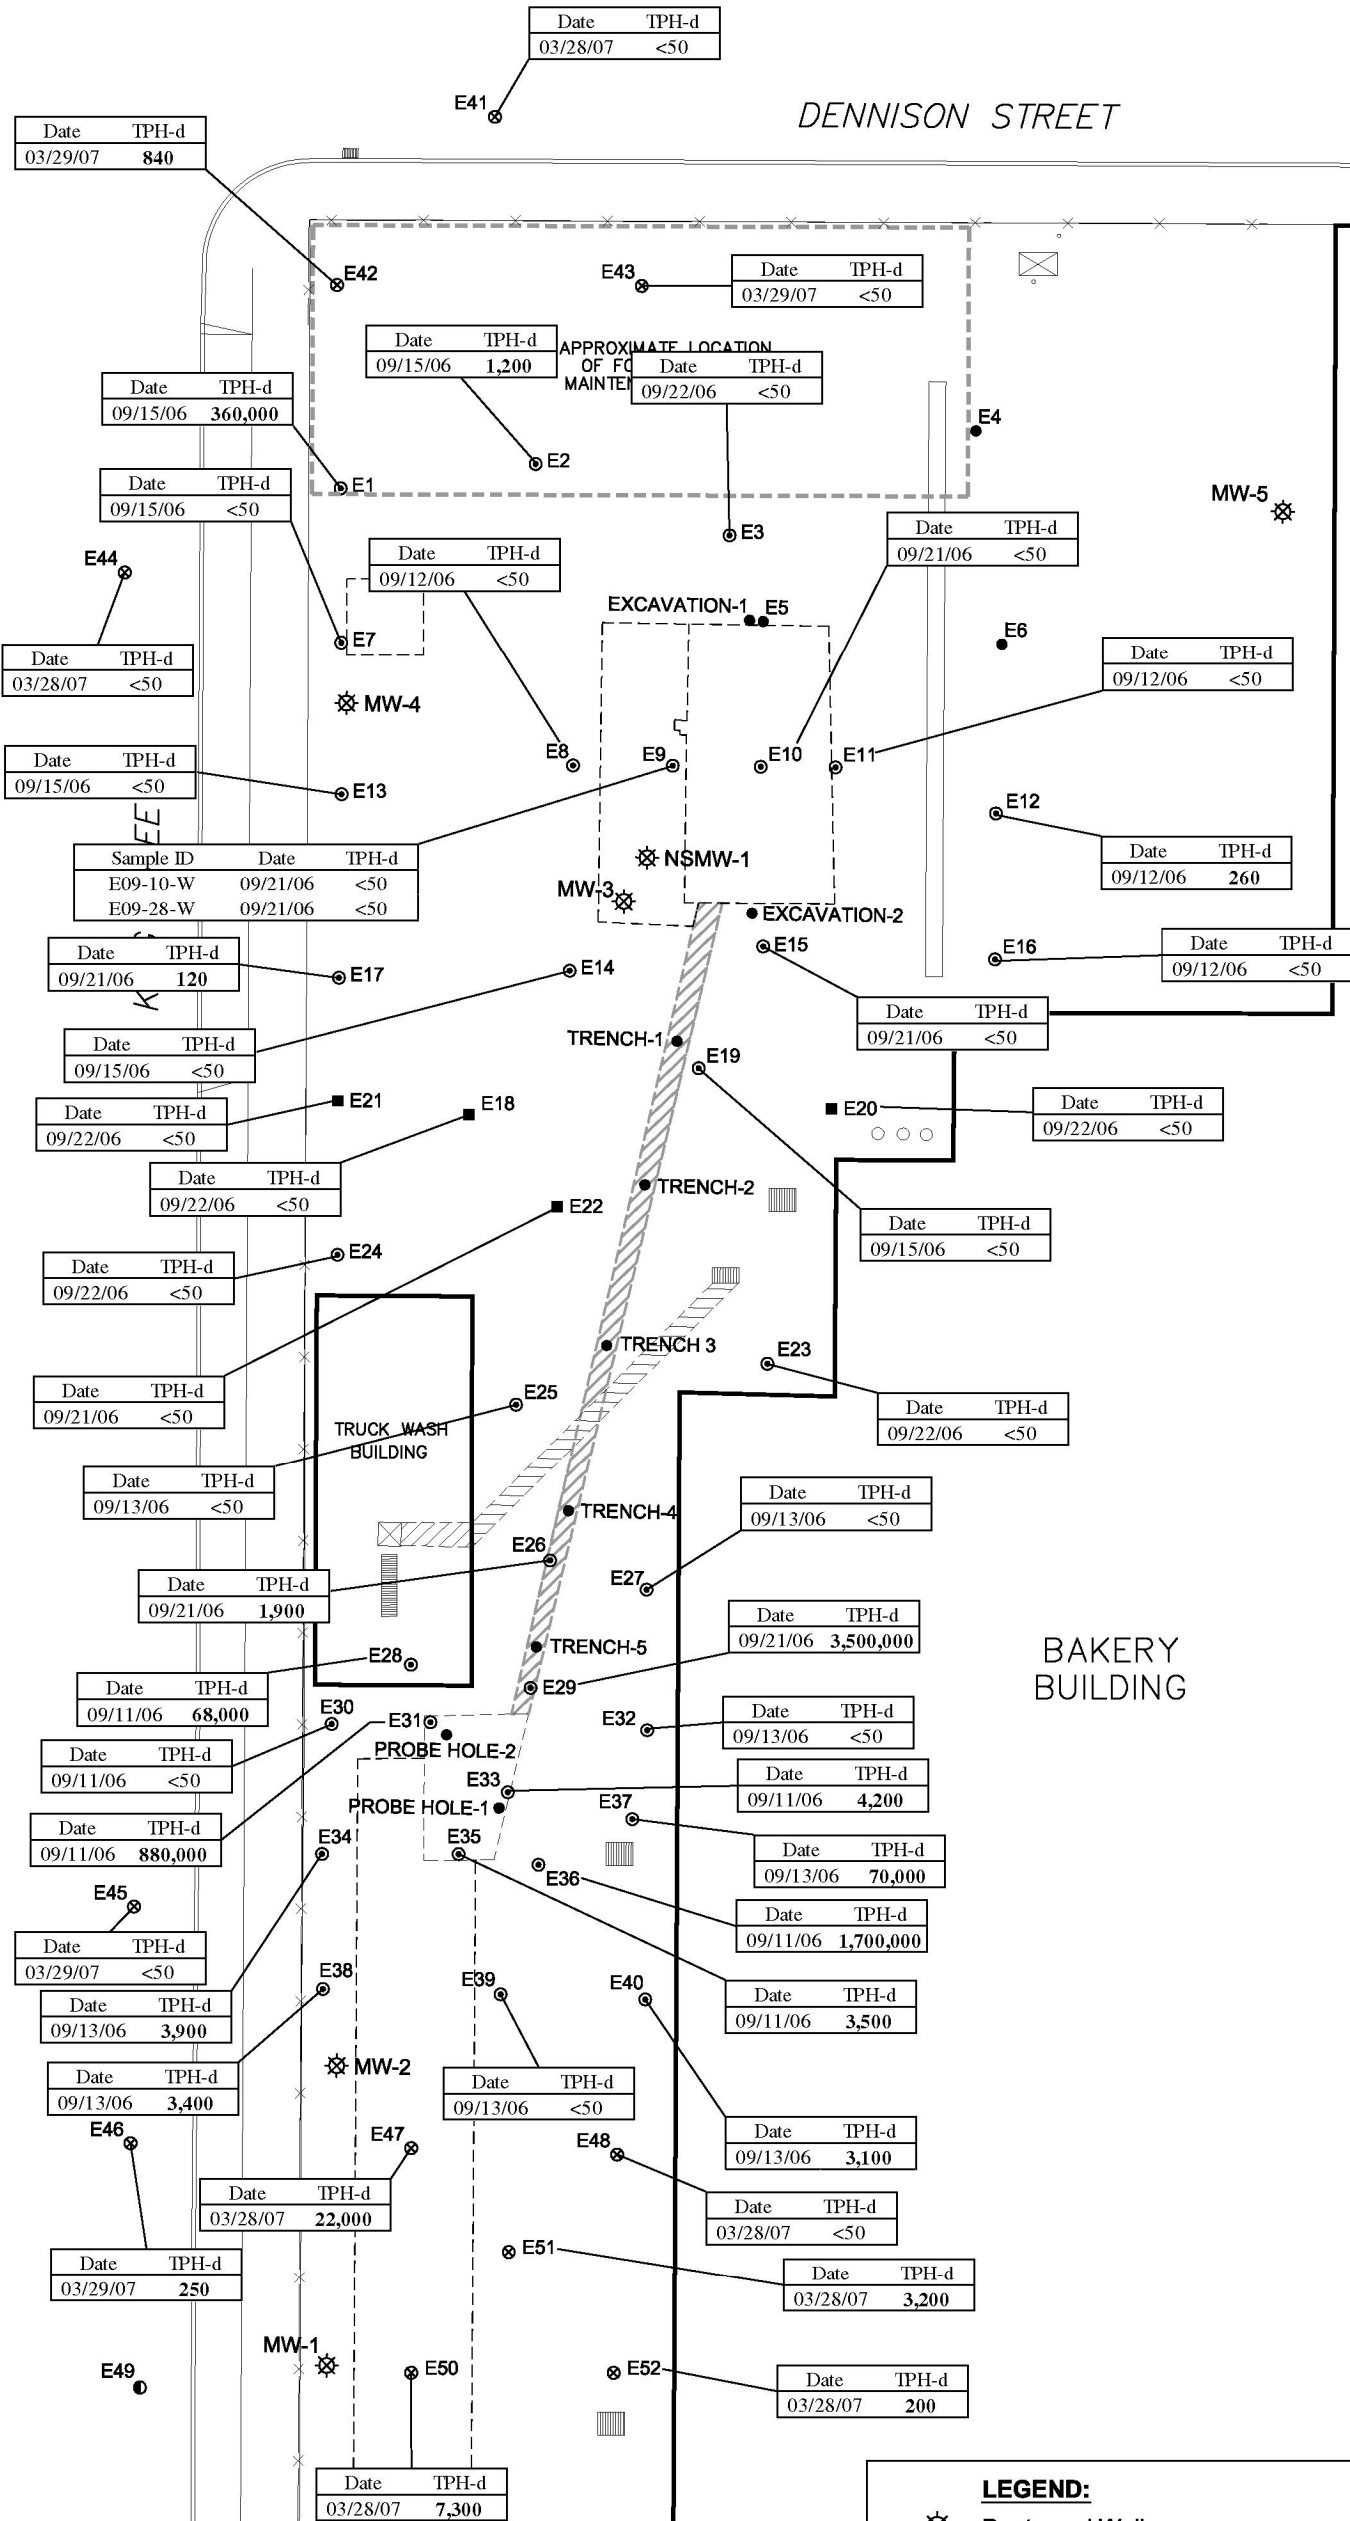 Date TPH-d
03/28/07 <50
E41
DENNISON STREET
Date TPH-d
03/29/07 840
E42
E43
Date TPH-d
03/29/07 <50
Date TPH-d
09/15/06 1,200
APPROXIMATE LOCATION
OF FO
MAINTEN
Date TPH-d
09/22/06 <50
Date TPH-d
09/15/06 360,000
E4
E2
E1
Date TPH-d
09/15/06 <50
MW-5
E3
Date TPH-d
09/21/06 <50
E44
Date TPH-d
09/12/06 <50
EXCAVATION-1
E5
E7
E6
Date TPH-d
03/28/07 <50
Date TPH-d
09/12/06 <50
MW-4
E8
E9
E10
E11
Date TPH-d
09/15/06 <50
E13
E12
EE
Sample ID Date TPH-d
E09-10-W 09/21/06 <50
E09-28-W 09/21/06 <50
NSMW-1
Date TPH-d
09/12/06 260
MW-3
EXCAVATION-2
K
Date TPH-d
09/21/06 120
E17
E14
E15
E16
Date TPH-d
09/12/06 <50
Date TPH-d
09/21/06 <50
Date TPH-d
09/15/06 <50
TRENCH-1
E19
Date TPH-d
09/22/06 <50
E21
E18
E20
Date TPH-d
09/22/06 <50
Date TPH-d
09/22/06 <50
TRENCH-2
E22
Date TPH-d
09/15/06 <50
Date TPH-d
09/22/06 <50
E24
TRENCH 3
E23
Date TPH-d
09/21/06 <50
E25
Date TPH-d
09/22/06 <50
TRUCK WASH
BUILDING
Date TPH-d
09/13/06 <50
TRENCH-4
Date TPH-d
09/13/06 <50
E26
Date TPH-d
09/21/06 1,900
E27
Date TPH-d
09/21/06 3,500,000
TRENCH-5
BAKERY
BUILDING
E28
Date TPH-d
09/11/06 68,000
E29
E30
E31
E32
Date TPH-d
09/13/06 <50
PROBE HOLE-2
Date TPH-d
09/11/06 <50
E33
Date TPH-d
09/11/06 4,200
PROBE HOLE-1
E37
Date TPH-d
09/11/06 880,000
E34
E35
E36
Date TPH-d
09/13/06 70,000
E45
Date TPH-d
09/11/06 1,700,000
Date TPH-d
03/29/07 <50
E38
E39
E40
Date TPH-d
09/13/06 3,900
Date TPH-d
09/11/06 3,500
MW-2
Date TPH-d
09/13/06 3,400
Date TPH-d
09/13/06 <50
E46
E47
E48
Date TPH-d
09/13/06 3,100
Date TPH-d
03/28/07 22,000
Date TPH-d
03/28/07 <50
E51
Date TPH-d
03/29/07 250
Date TPH-d
03/28/07 3,200
MW-1
E49
E50
E52
Date TPH-d
03/28/07 200
Date TPH-d
03/28/07 7,300
LEGEND: